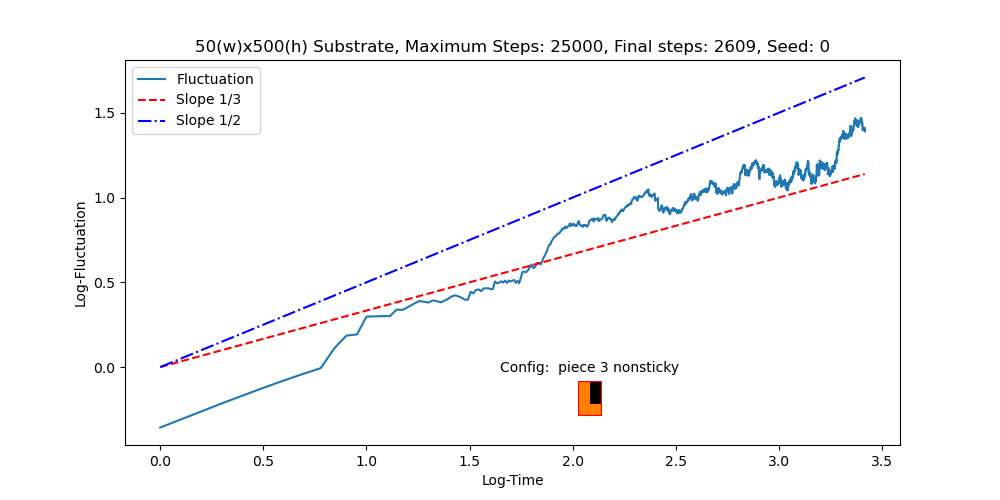 50(w)x500(h) Substrate, Maximum Steps: 25000, Final steps: 2609, Seed: 0
Fluctuation
Slope 1/3
Slope 1/2
Log-Fluctuation
1.5
1.0
0.5
0.0
Config:  piece 3 nonsticky
0.0 0.5 1.0 1.5 2.0 2.5 3.0 3.5
Log-Time